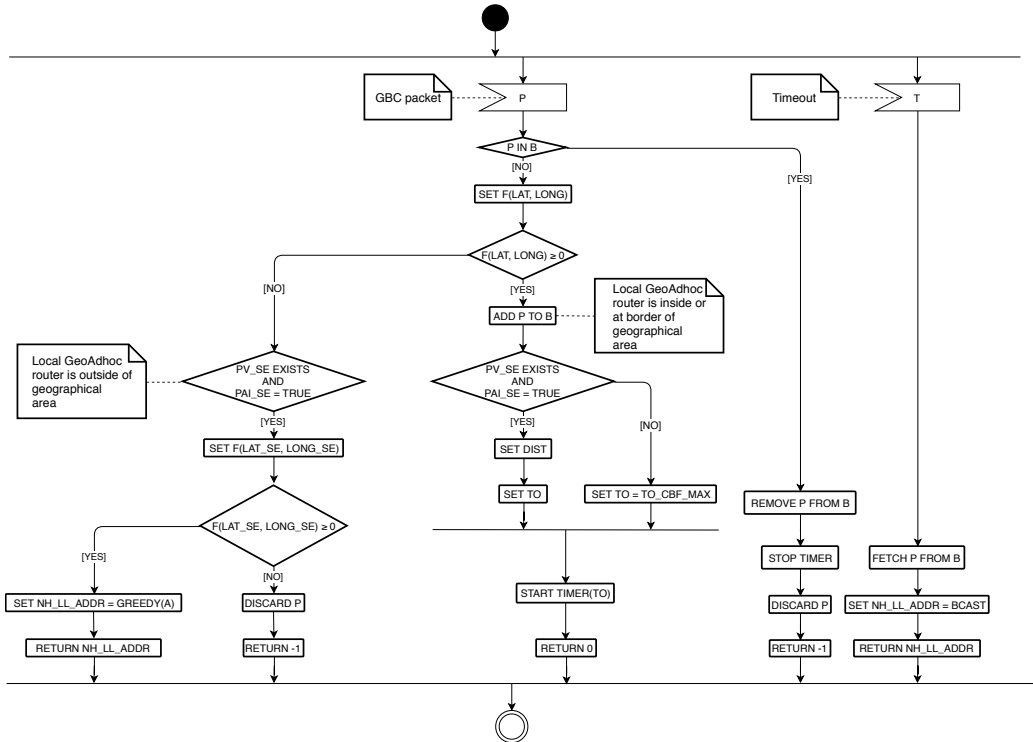 GBC packet
P
Timeout
T
P IN B
[NO]
[YES]
SET F(LAT, LONG)
F(LAT, LONG) ≥ 0
[NO]
[YES]
ADD P TO B
Local GeoAdhoc
router is inside or
at border of
geographical
area
Local GeoAdhoc
router is outside of
geographical
area
PV_SE EXISTS
AND
PAI_SE = TRUE
[YES]
PV_SE EXISTS
AND
PAI_SE = TRUE
[YES]
[NO]
SET F(LAT_SE, LONG_SE)
SET DIST
SET TO
SET TO = TO_CBF_MAX
REMOVE P FROM B
F(LAT_SE, LONG_SE) ≥ 0
[YES]
[NO]
STOP TIMER
FETCH P FROM B
SET NH_LL_ADDR = GREEDY(A)
DISCARD P
START TIMER(TO)
DISCARD P
SET NH_LL_ADDR = BCAST
RETURN NH_LL_ADDR
RETURN -1
RETURN 0
RETURN -1
RETURN NH_LL_ADDR